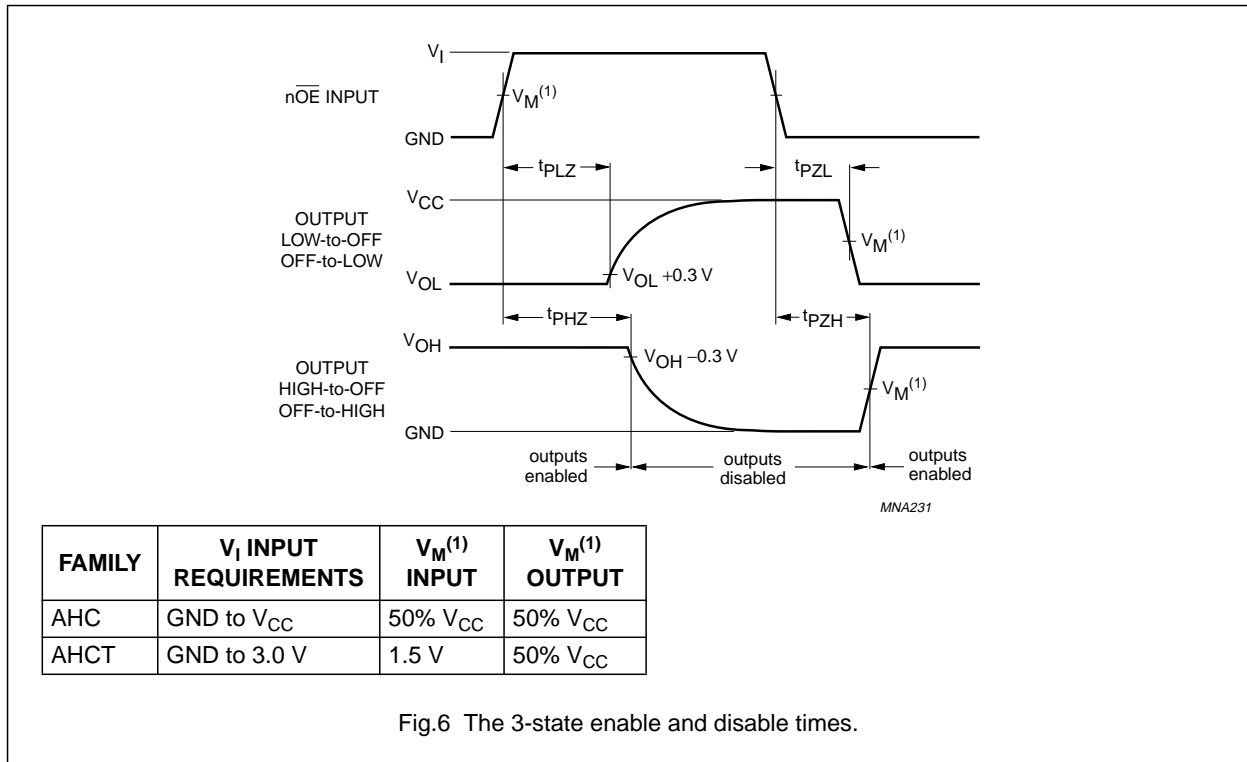 V_I
nOE INPUT
V_M(1)
GND
t_PLZ
t_PZL
V_CC
OUTPUT
LOW-to-OFF
OFF-to-LOW
V_M(1)
V_OL +0.3 V
V_OL
t_PHZ
t_PZH
V_OH
V_OH −0.3 V
OUTPUT
HIGH-to-OFF
OFF-to-HIGH
V_M(1)
GND
outputs
enabled
outputs
disabled
outputs
enabled
MNA231
FAMILY
V_I INPUT
REQUIREMENTS
V_M(1)
INPUT
V_M(1)
OUTPUT
AHC GND to V_CC 50% V_CC 50% V_CC
AHCT GND to 3.0 V 1.5 V 50% V_CC
Fig.6 The 3-state enable and disable times.